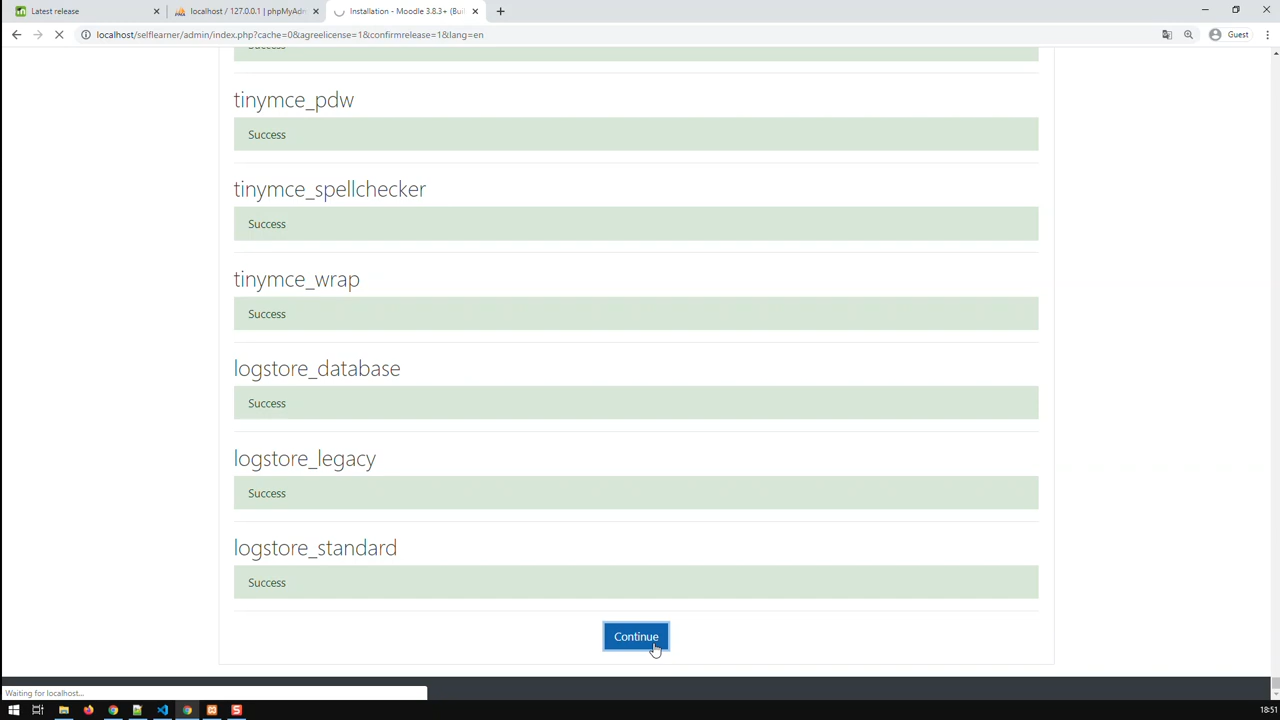 Latest release
localhost / 127.0.0.1 | phpMyAdm
Installation - Moodle 3.8.3+ (Buil
localhost/selflearner/admin/index.php?cache=0&agreelicense=1&confirmrelease=1&lang=en
Guest
Success
tinymce_pdw
Success
tinymce_spellchecker
Success
tinymce_wrap
Success
logstore_database
Success
logstore_legacy
Success
logstore_standard
Success
Continue
Waiting for localhost...
18:51